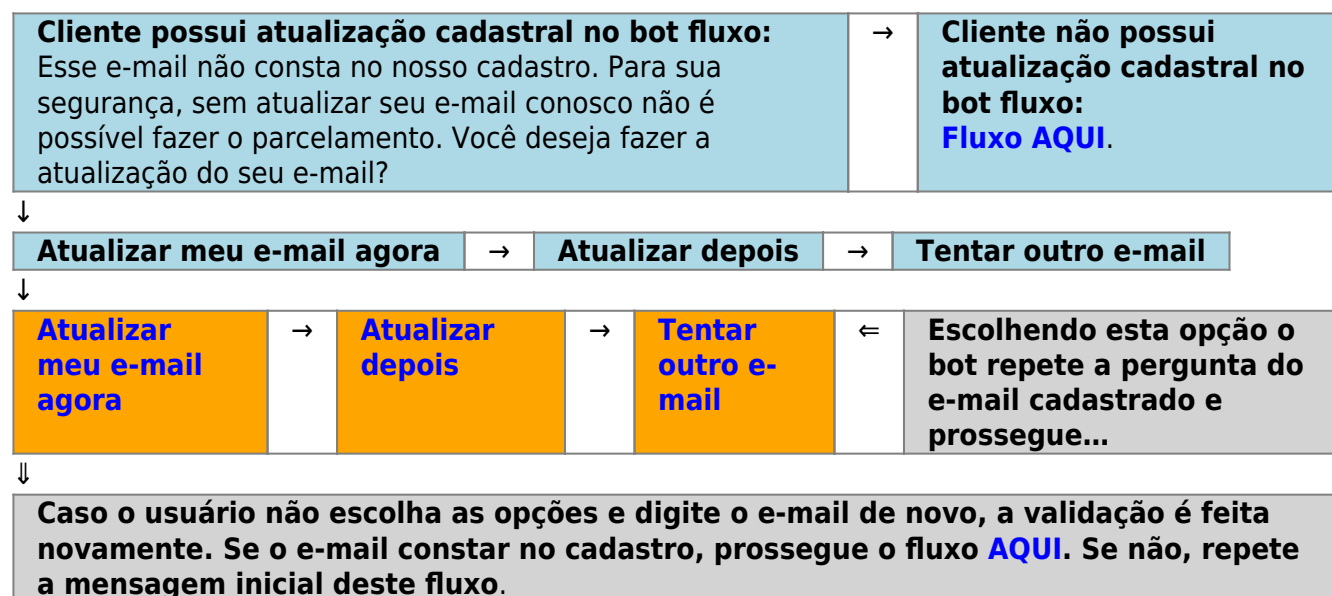 Cliente possui atualização cadastral no bot fluxo:
Esse e-mail não consta no nosso cadastro. Para sua
segurança, sem atualizar seu e-mail conosco não é
possível fazer o parcelamento. Você deseja fazer a
atualização do seu e-mail?
→
Cliente não possui
atualização cadastral no
bot fluxo:
Fluxo AQUI.
↓
Atualizar meu e-mail agora → Atualizar depois → Tentar outro e-mail
↓
Atualizar
meu e-mail
agora
→
Atualizar
depois
→
Tentar
outro e-
mail
⇐
Escolhendo esta opção o
bot repete a pergunta do
e-mail cadastrado e
prossegue...
⇓
Caso o usuário não escolha as opções e digite o e-mail de novo, a validação é feita
novamente. Se o e-mail constar no cadastro, prossegue o fluxo AQUI. Se não, repete
a mensagem inicial deste fluxo.